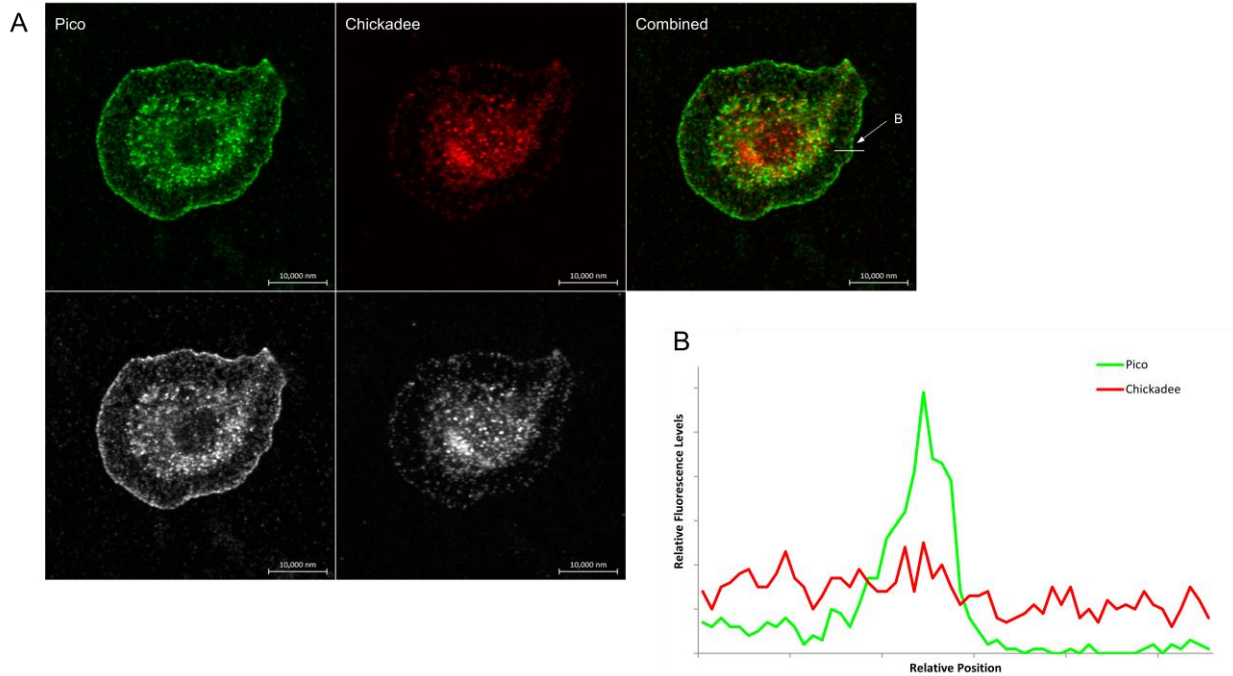 A
Pico
Chickadee
Combined
B
10,000 nm
10,000 nm
10,000 nm
10,000 nm
10,000 nm
B
Pico
Chickadee
Relative Fluorescence Levels
Relative Position